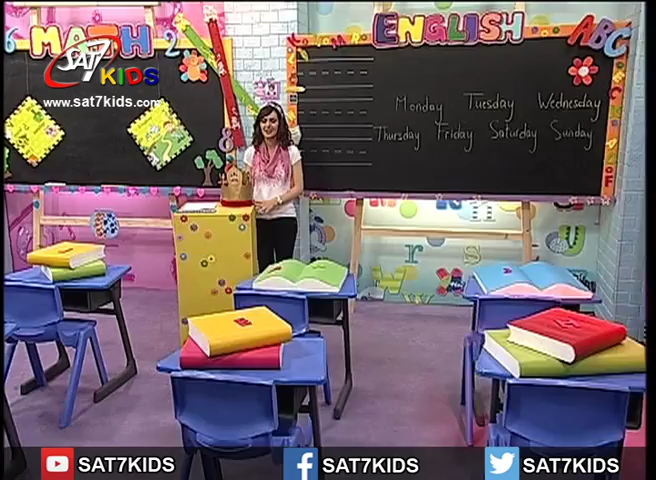 MATH
ENGLISH
ABC
SAT7
KIDS
www.sat7kids.com
Monday Tuesday Wednesday
Thursday Friday Saturday Sunday
r s
U
V W
SAT7KIDS SAT7KIDS SAT7KIDS